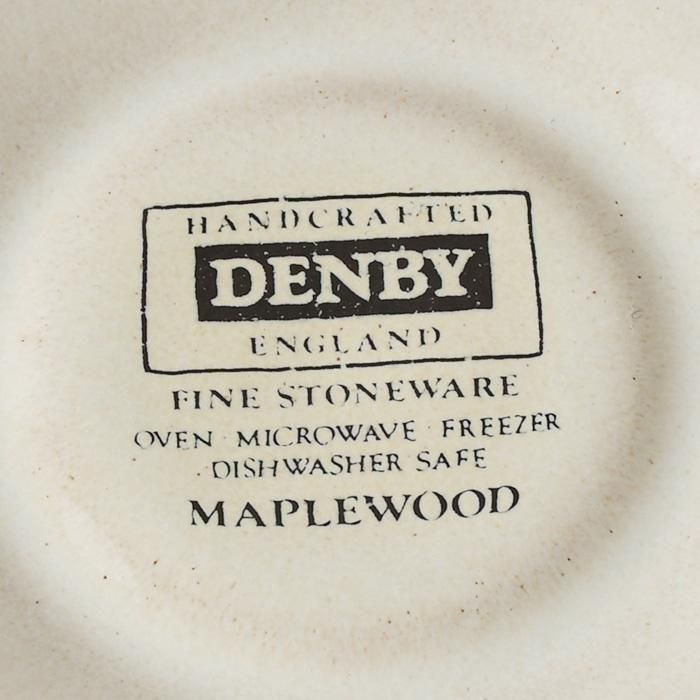 HANDCRAFTED
DENBY
ENGLAND
FINE STONEWARE
OVEN · MICROWAVE · FREEZER
· DISHWASHER SAFE
MAPLEWOOD